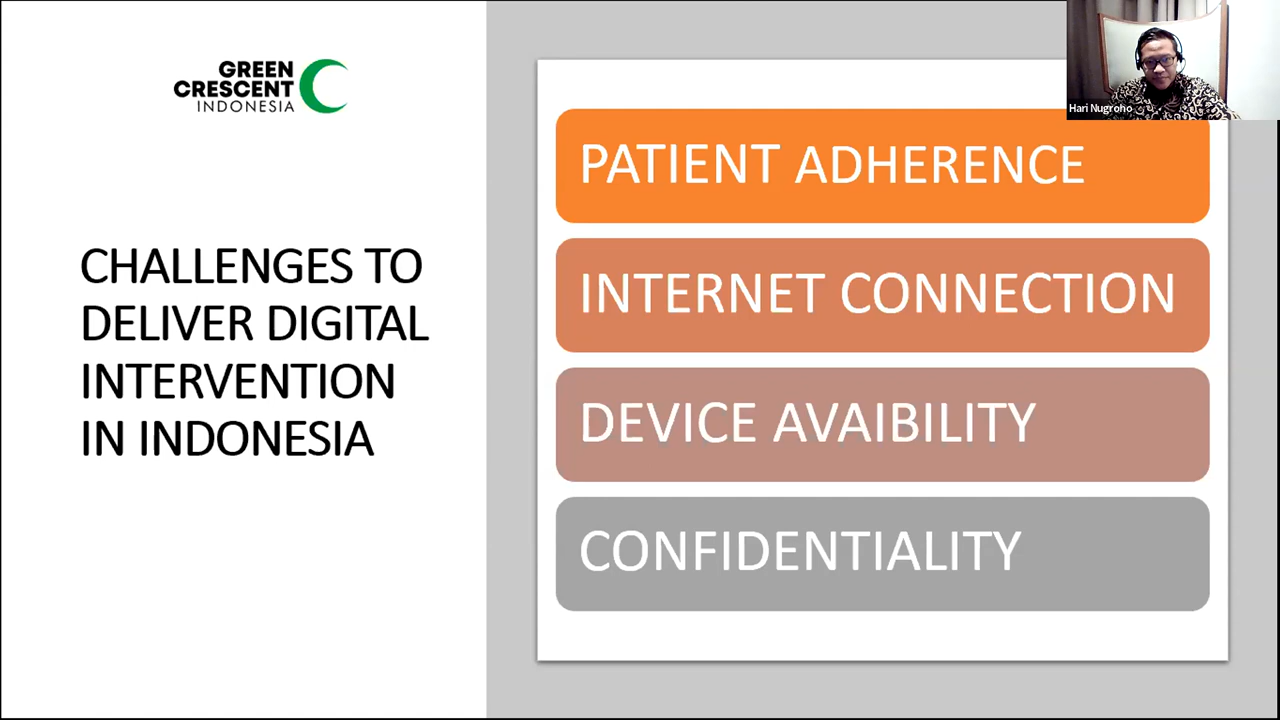 GREEN
CRESCENT
INDONESIA
CHALLENGES TO
DELIVER DIGITAL
INTERVENTION
IN INDONESIA
PATIENT ADHERENCE
INTERNET CONNECTION
DEVICE AVAIBILITY
CONFIDENTIALITY
Hari Nugroho